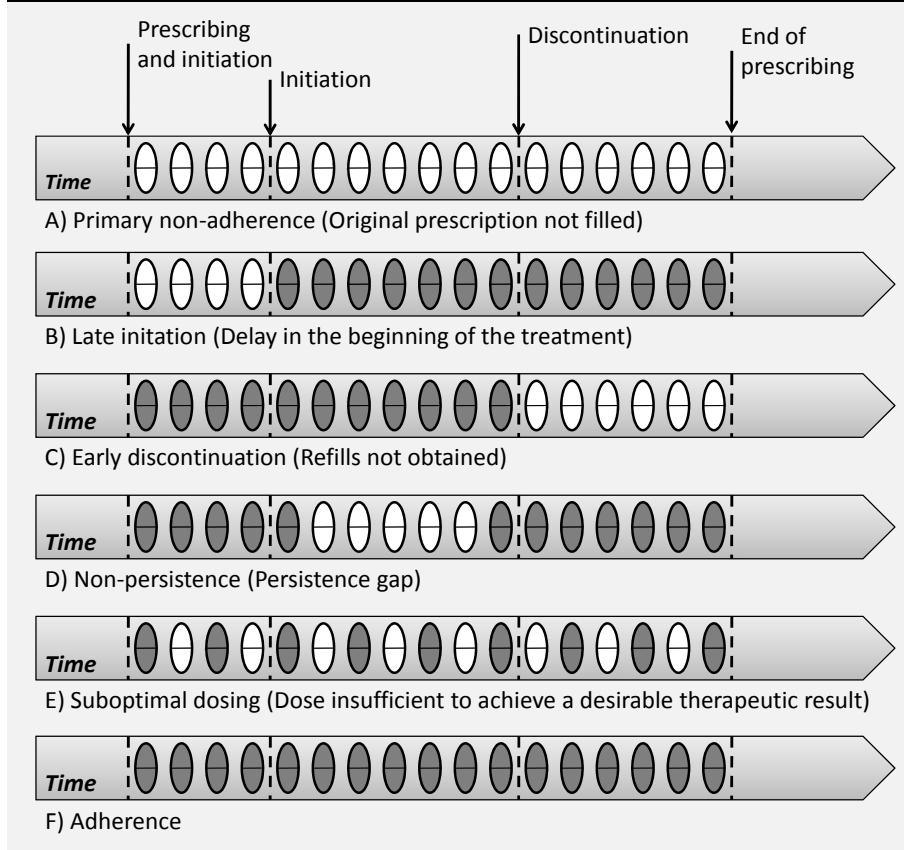 Prescribing
and initiation
Initiation
Discontinuation
End of
prescribing
Time
A) Primary non-adherence (Original prescription not filled)
Time
B) Late initation (Delay in the beginning of the treatment)
Time
C) Early discontinuation (Refills not obtained)
Time
D) Non-persistence (Persistence gap)
Time
E) Suboptimal dosing (Dose insufficient to achieve a desirable therapeutic result)
Time
F) Adherence